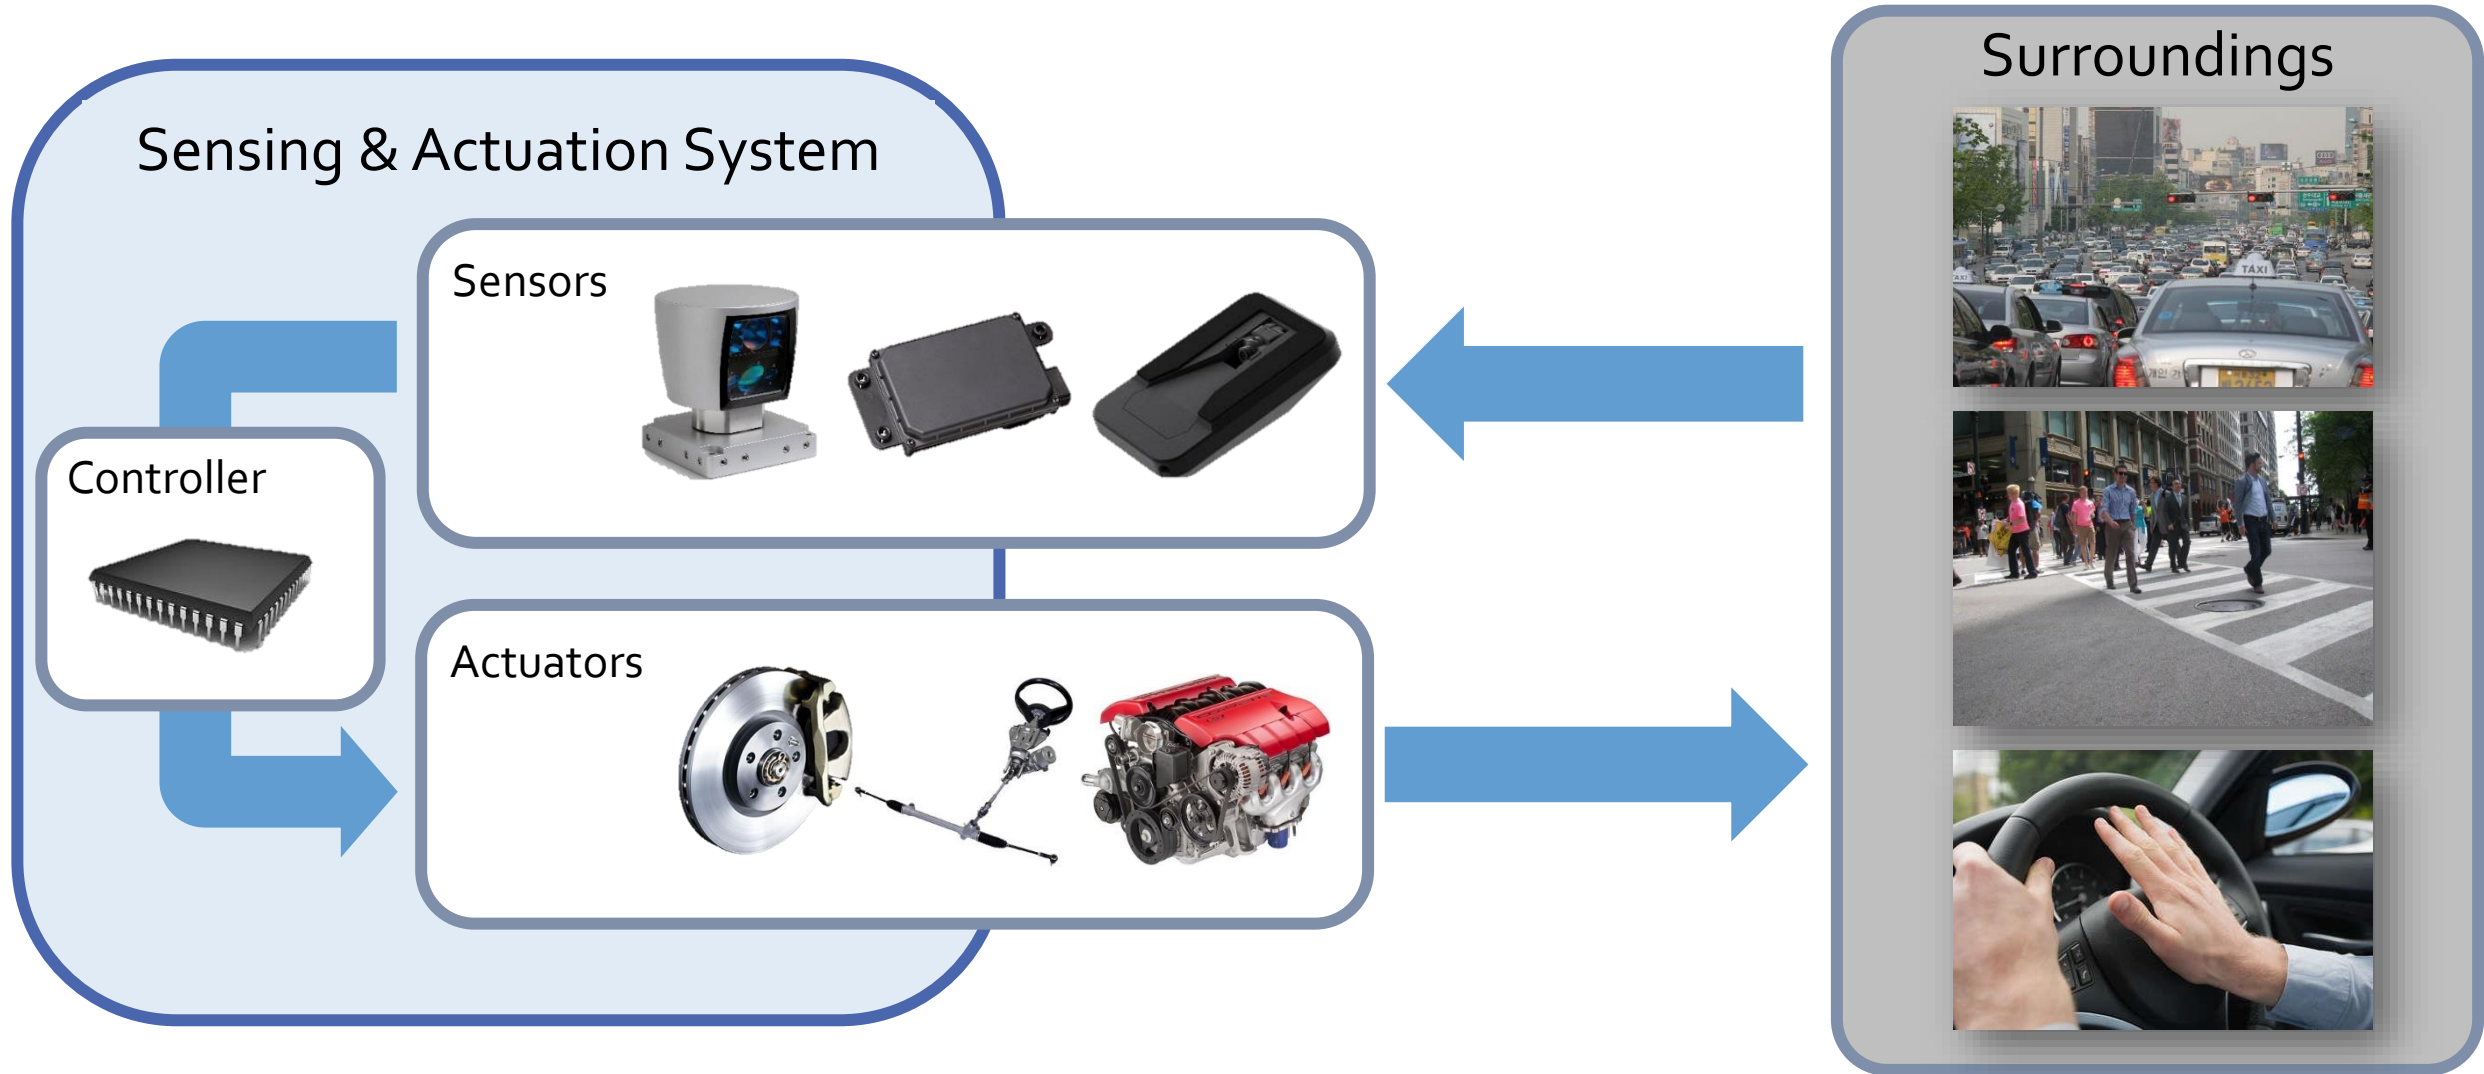 Surroundings
Sensing & Actuation System
Sensors
Controller
Actuators
TAXI